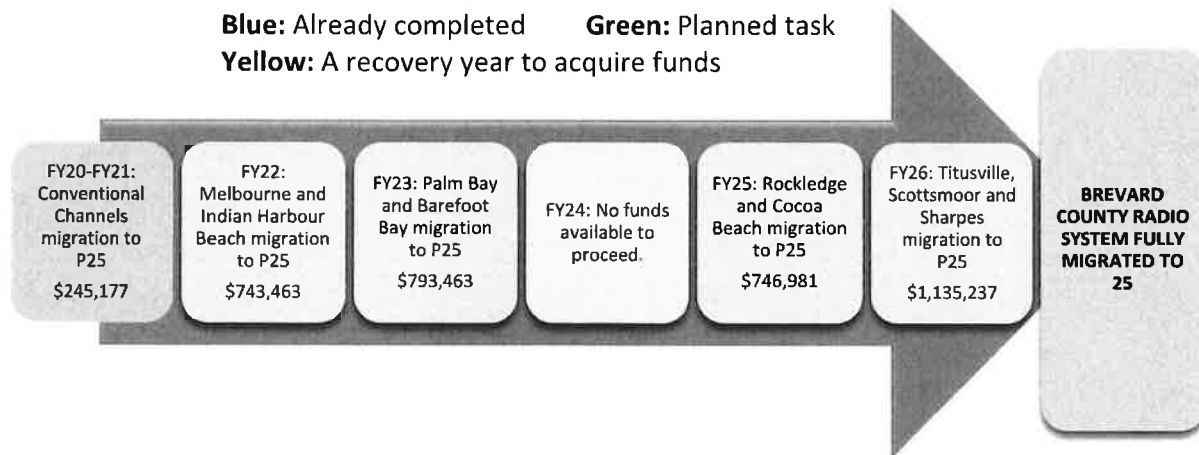 Blue: Already completed Green: Planned task
Yellow: A recovery year to acquire funds
FY20-FY21:
Conventional
Channels
migration to
P25
$245,177
FY22:
Melbourne and
Indian Harbour
Beach migration
to P25
$743,463
FY23: Palm Bay
and Barefoot
Bay migration
to P25
$793,463
FY24: No funds
available to
proceed.
FY25: Rockledge
and Cocoa
Beach migration
to P25
$746,981
FY26: Titusville,
Scottsmoor and
Sharpes
migration to
P25
$1,135,237
BREVARD
COUNTY RADIO
SYSTEM FULLY
MIGRATED TO
25